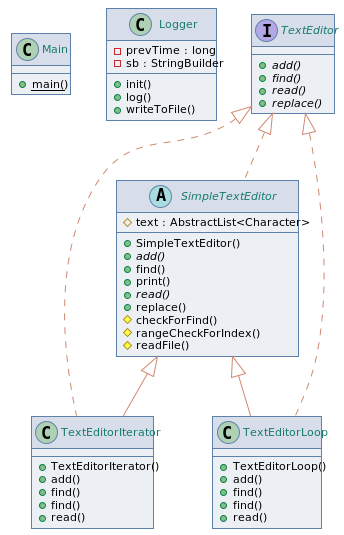 C Main
main()
C Logger
prevTime : long
sb : StringBuilder
init()
log()
writeToFile()
I TextEditor
add()
find()
read()
replace()
A SimpleTextEditor
text : AbstractList<Character>
SimpleTextEditor()
add()
find()
print()
read()
replace()
checkForFind()
rangeCheckForIndex()
readFile()
C TextEditorIterator
TextEditorIterator()
add()
find()
find()
read()
C TextEditorLoop
TextEditorLoop()
add()
find()
find()
read()